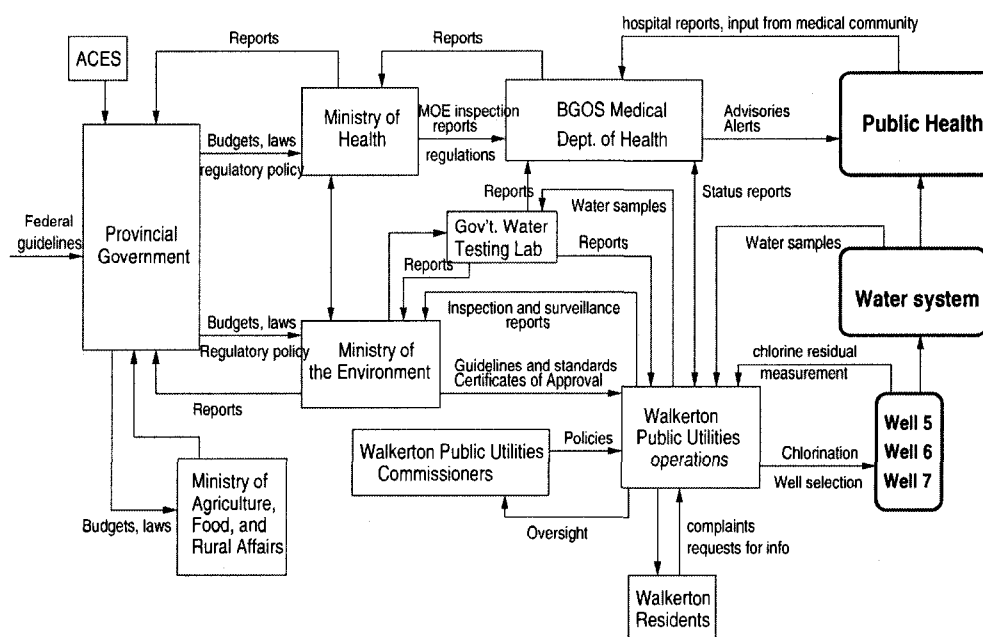 hospital reports, input from medical community
Reports
Reports
ACES
Ministry of
Health
MOE inspection
reports
regulations
BGOS Medical
Dept. of Health
Advisories
Alerts
Public Health
Budgets, laws
regulatory policy
Federal
guidelines
Provincial
Government
Reports
Water samples
Status reports
Gov't. Water
Testing Lab
Reports
Reports
Water samples
Water system
Inspection and surveillance
reports
Budgets, laws
Regulatory policy
Ministry of
the Environment
Guidelines and standards
Certificates of Approval
chlorine residual
measurement
Reports
Walkerton Public Utilities
Commissioners
Policies
Walkerton
Public Utilities
operations
Chlorination
Well selection
Well 5
Well 6
Well 7
Ministry of
Agriculture,
Food, and
Rural Affairs
Budgets, laws
Oversight
complaints
requests for info
Walkerton
Residents